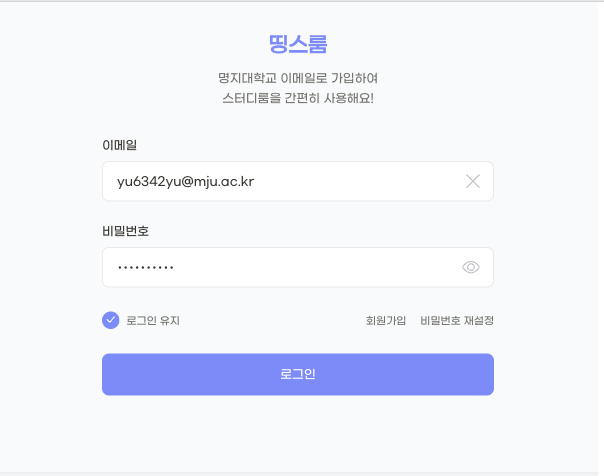 띵스룸
명지대학교 이메일로 가입하여
스터디룸을 간편히 사용해요!
이메일
yu6342yu@mju.ac.kr
비밀번호
••••••••••
로그인 유지 회원가입 비밀번호 재설정
로그인